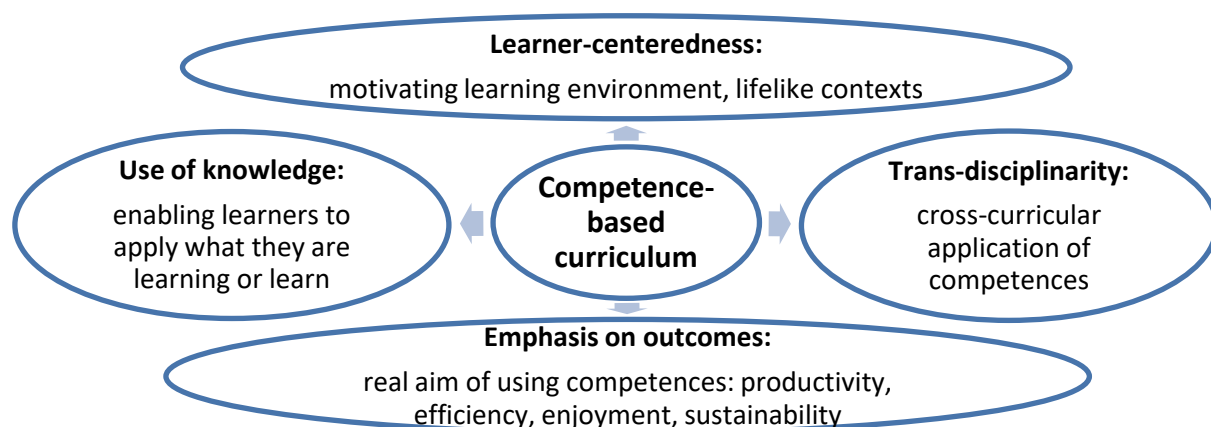 Learner-centeredness:
motivating learning environment, lifelike contexts
Use of knowledge:
enabling learners to
apply what they are
learning or learn
Competence-
based
curriculum
Trans-disciplinarity:
cross-curricular
application of
competences
Emphasis on outcomes:
real aim of using competences: productivity,
efficiency, enjoyment, sustainability